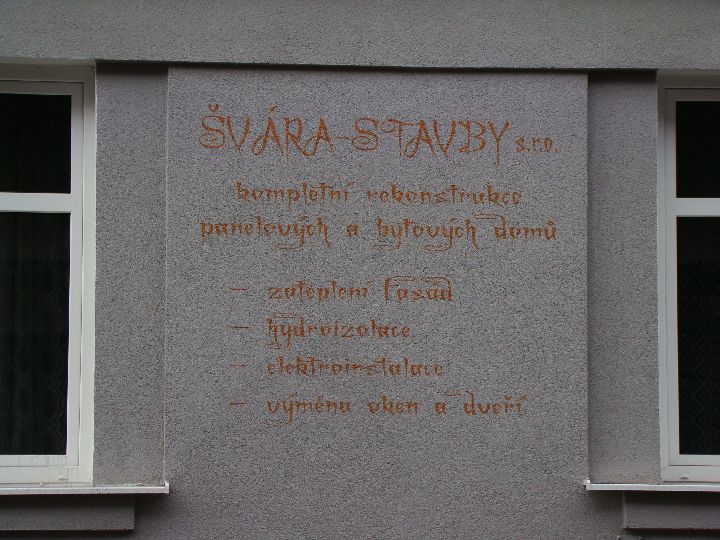 ŠVÁRA-STAVBY s.r.o.
kompletní rekonstrukce
panelových a bytových domů
- zateplení fasád
- hydroizolace
- elektroinstalace
- výměna oken a dveří